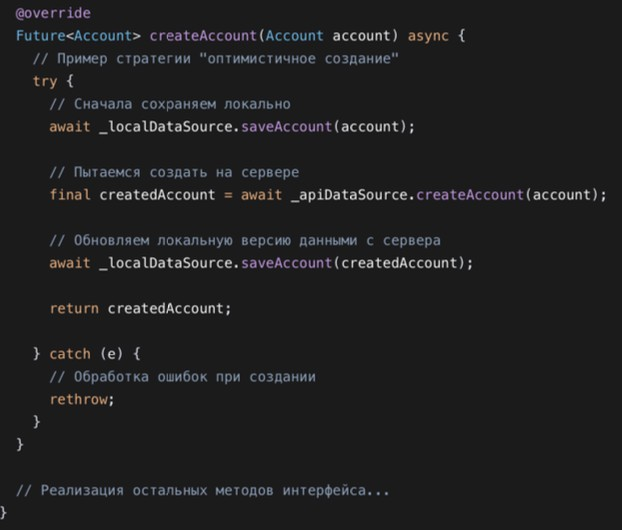 @override
Future<Account> createAccount(Account account) async {
// Пример стратегии "оптимистичное создание"
try {
// Сначала сохраняем локально
await _localDataSource.saveAccount(account);
// Пытаемся создать на сервере
final createdAccount = await _apiDataSource.createAccount(account);
// Обновляем локальную версию данными с сервера
await _localDataSource.saveAccount(createdAccount);
return createdAccount;
} catch (e) {
// Обработка ошибок при создании
rethrow;
}
}
// Реализация остальных методов интерфейса...
}